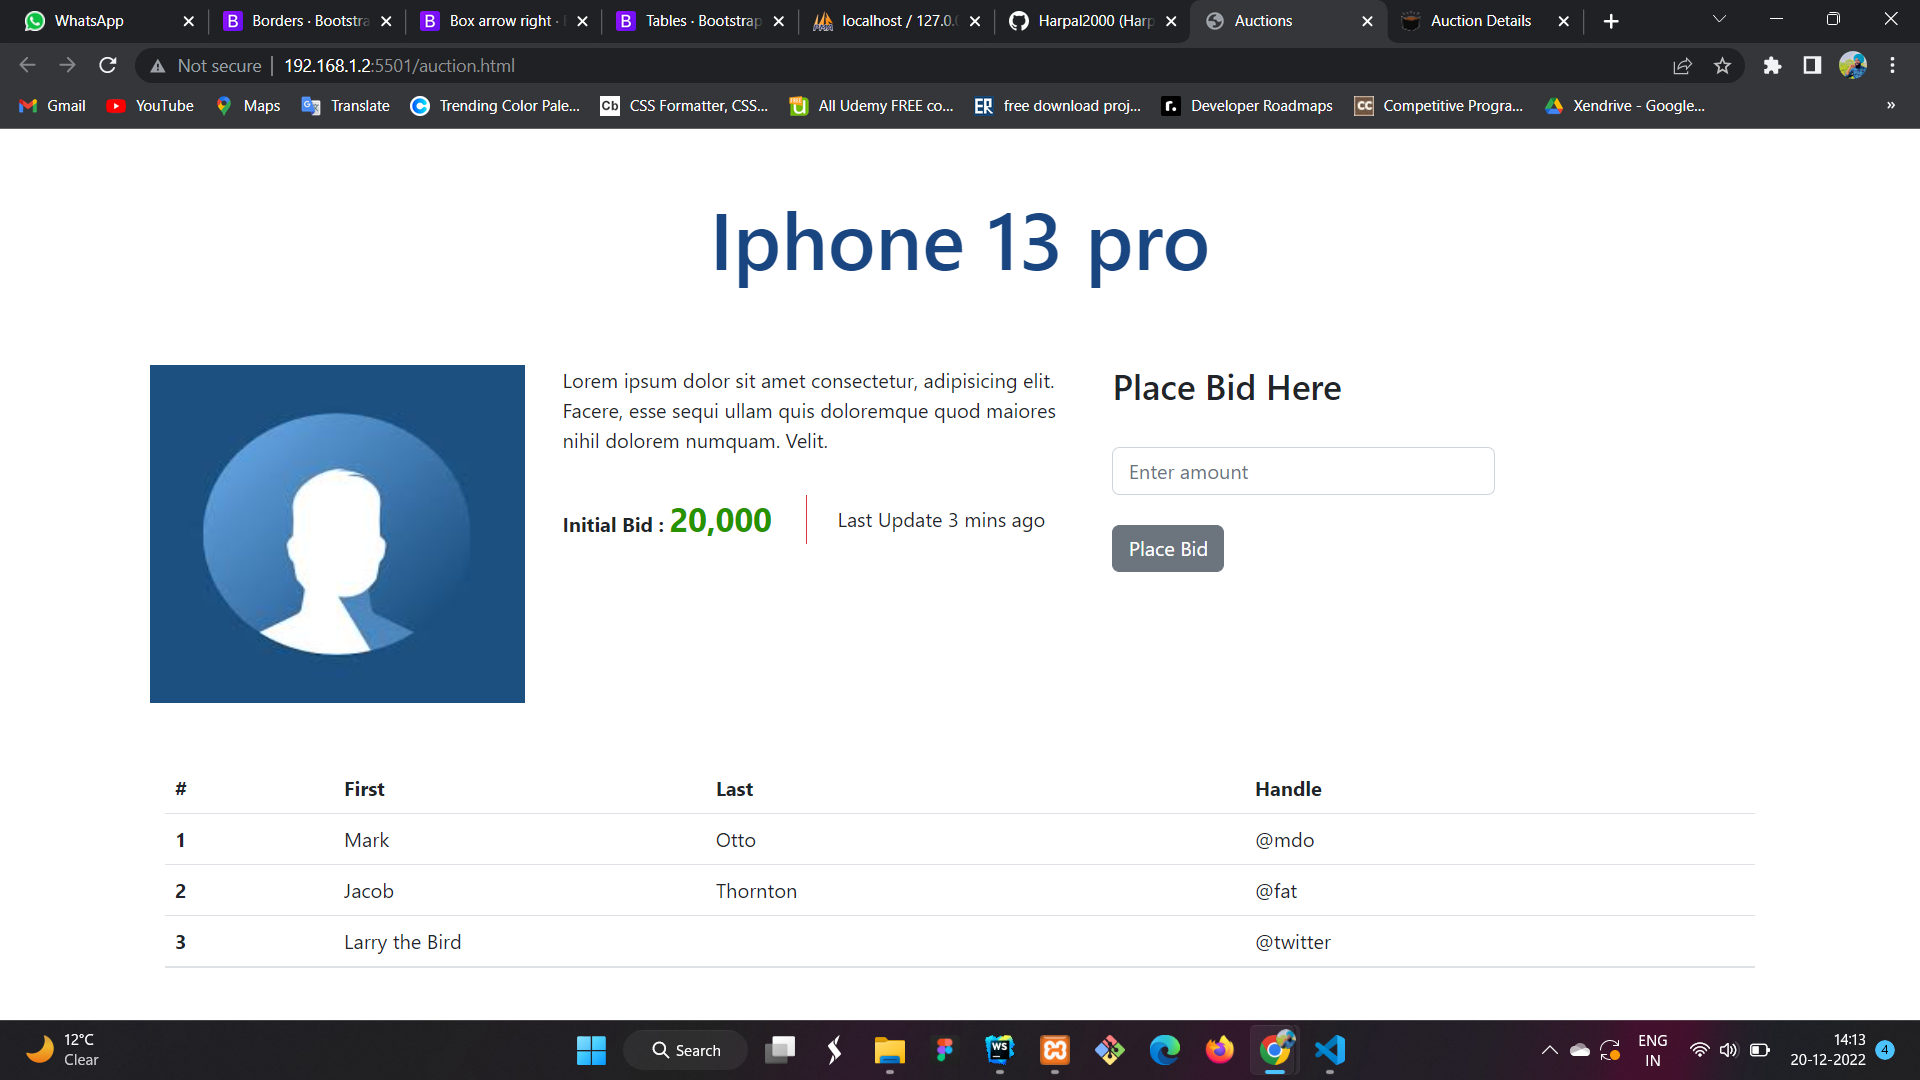 WhatsApp
Borders · Bootstra
Box arrow right ·
Tables · Bootstrap
localhost / 127.0.
Harpal2000 (Harp
Auctions
Auction Details
Not secure | 192.168.1.2:5501/auction.html
Gmail
YouTube
Maps
Translate
Trending Color Pale...
Cb CSS Formatter, CSS...
All Udemy FREE co...
ER free download proj...
r. Developer Roadmaps
CC Competitive Progra...
Xendrive - Google...
»
Iphone 13 pro
Lorem ipsum dolor sit amet consectetur, adipisicing elit.
Facere, esse sequi ullam quis doloremque quod maiores
nihil dolorem numquam. Velit.
Initial Bid : 20,000
Last Update 3 mins ago
Place Bid Here
Enter amount
Place Bid
# First Last Handle
1 Mark Otto @mdo
2 Jacob Thornton @fat
3 Larry the Bird @twitter
12°C
Clear
Search
WS
ENG
IN
14:13
20-12-2022
4